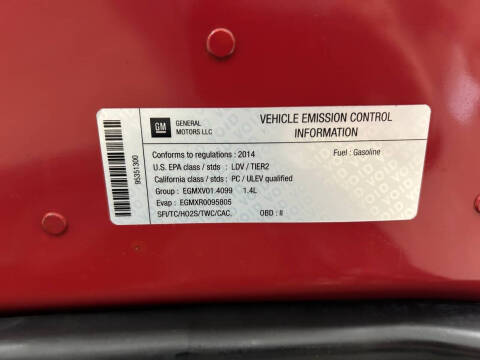 GM
GENERAL
MOTORS LLC
VEHICLE EMISSION CONTROL
INFORMATION
Conforms to regulations : 2014
Fuel : Gasoline
U.S. EPA class / stds : LDV / TIER2
California class / stds : PC / ULEV qualified
Group : EGMXV01.4099 1.4L
Evap : EGMXR0095805
SFI/TC/HO2S/TWC/CAC.
OBD : II
95351300